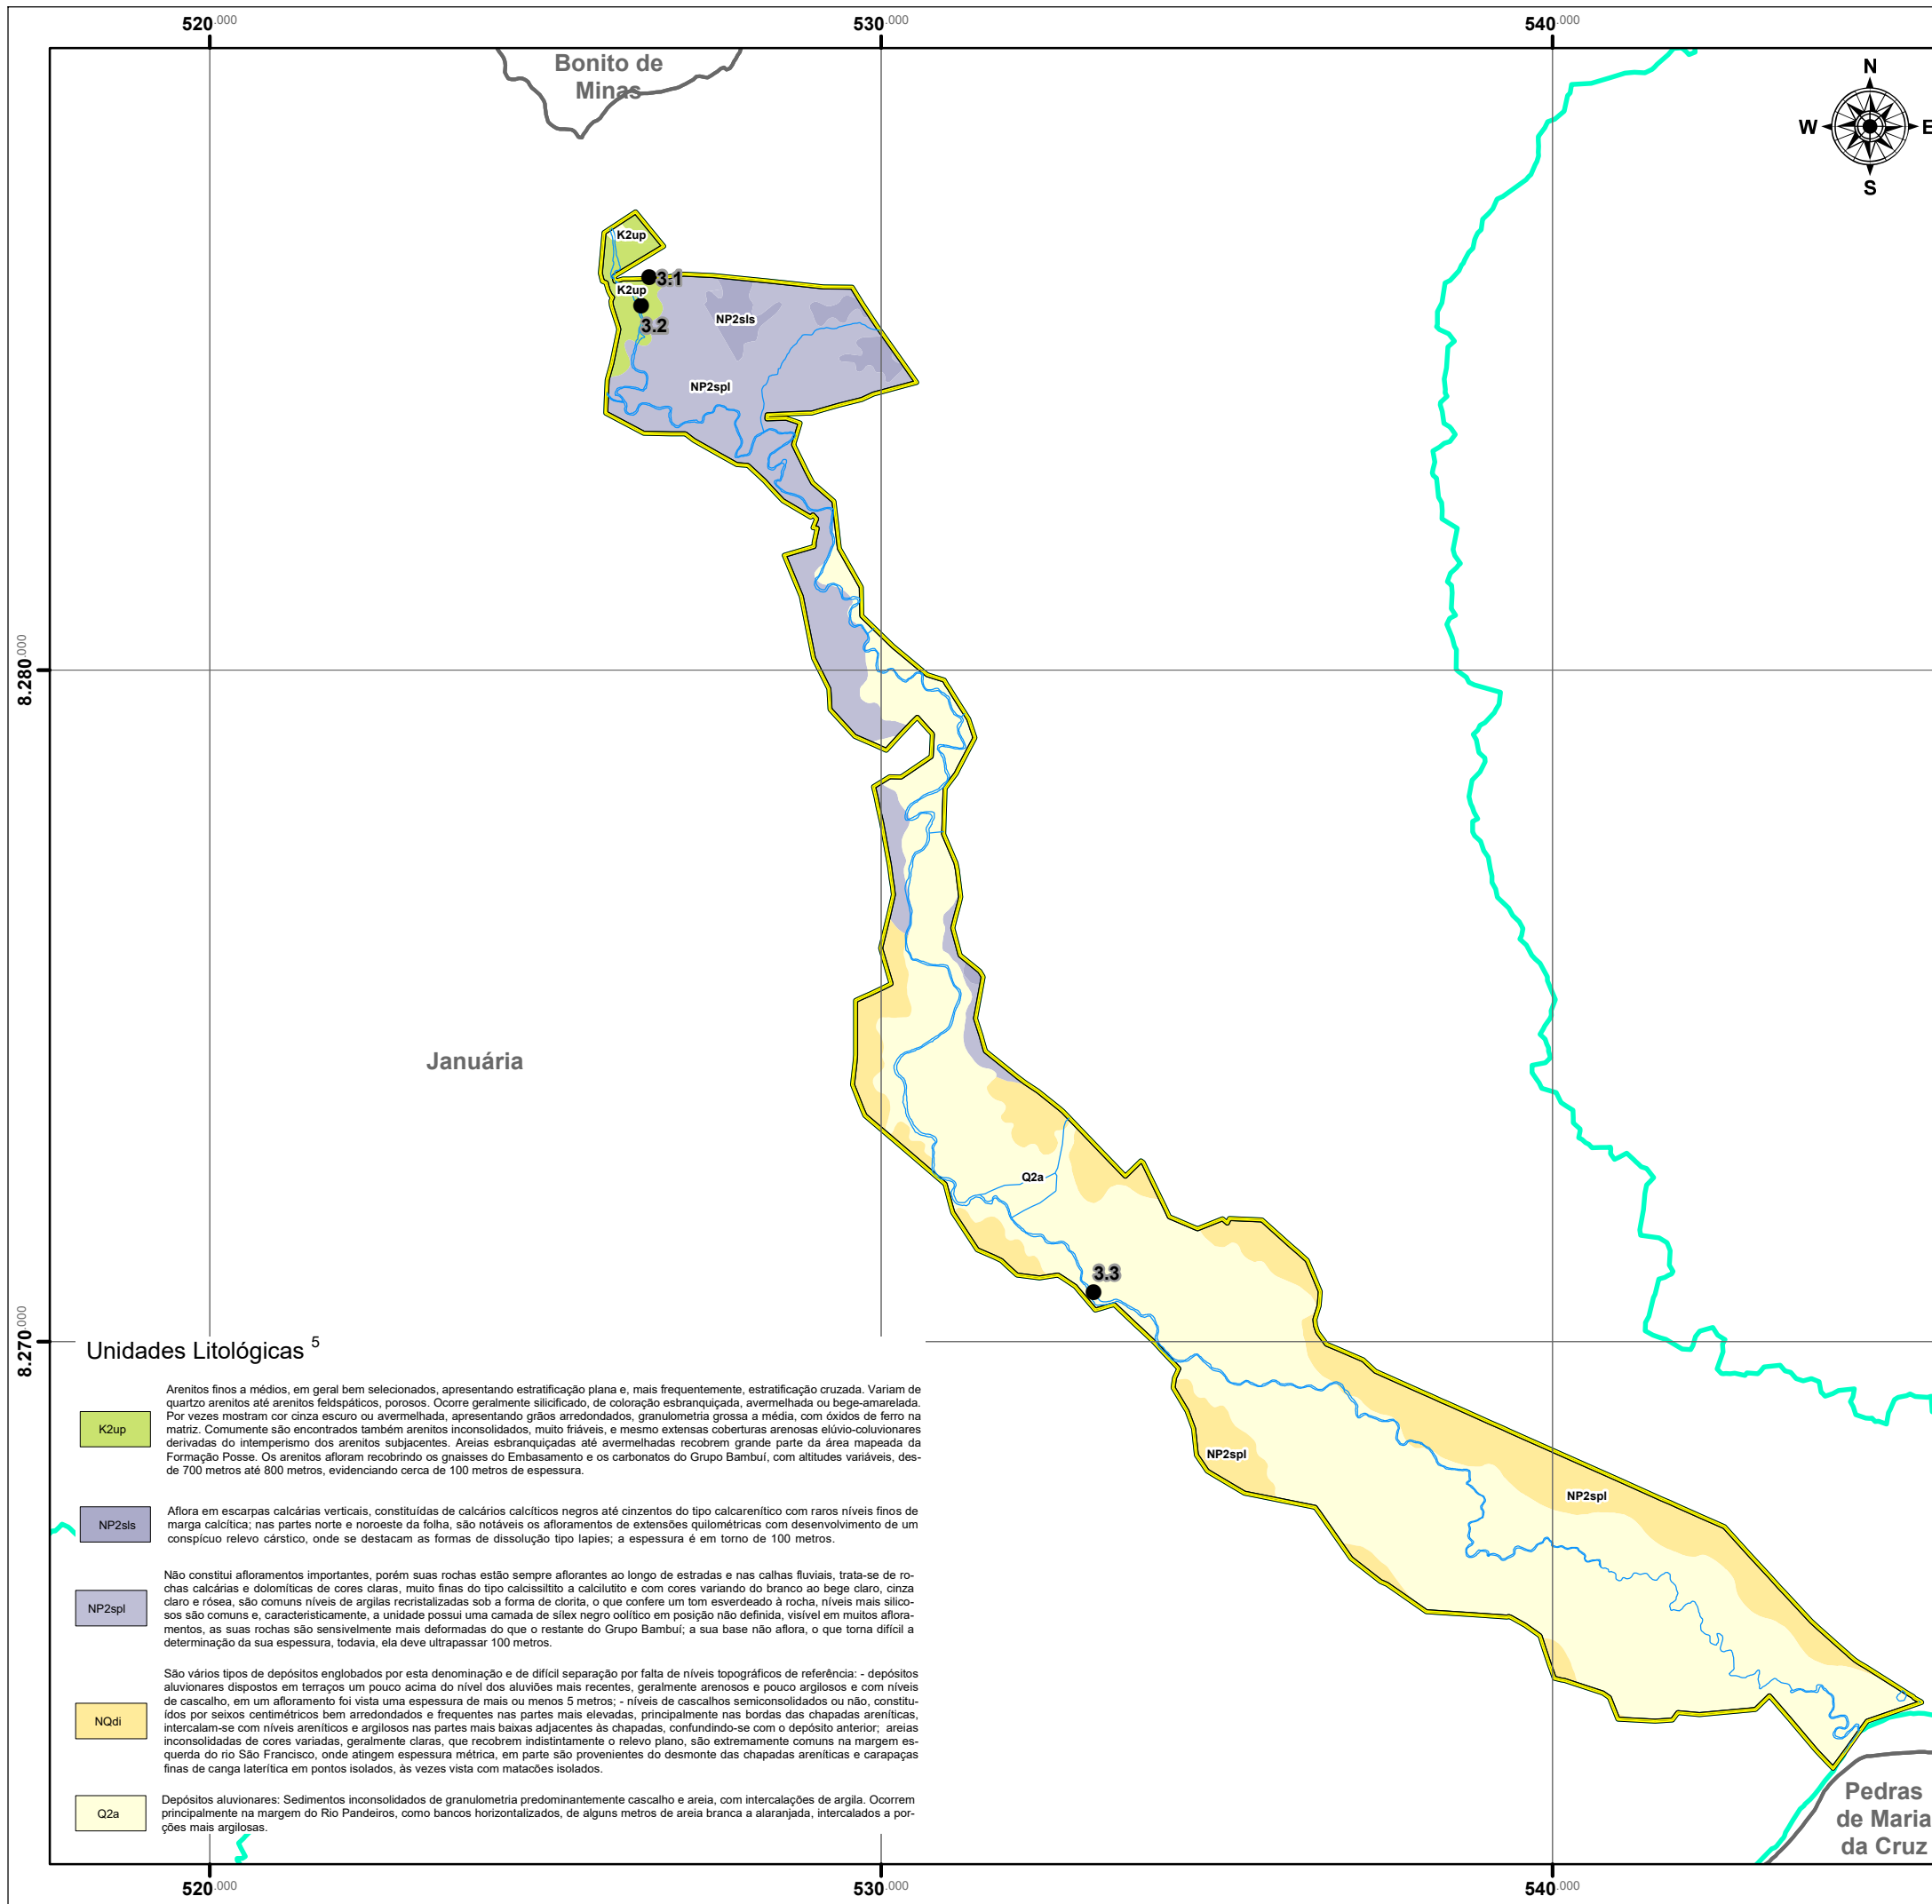 520.000
530.000
540.000
Bonito de
Minas
N
W
E
S
K2up
3.1
K2up
3.2
NP2sls
NP2spl
8.280.000
Januária
Q2a
3.3
8.270.000
NP2spl
NP2spl
Unidades Litológicas 5
Arenitos finos a médios, em geral bem selecionados, apresentando estratificação plana e, mais frequentemente, estratificação cruzada. Variam de
quartzo arenitos até arenitos feldspáticos, porosos. Ocorre geralmente silicificado, de coloração esbranquiçada, avermelhada ou bege-amarelada.
Por vezes mostram cor cinza escuro ou avermelhada, apresentando grãos arredondados, granulometria grossa a média, com óxidos de ferro na
K2up
matriz. Comumente são encontrados também arenitos inconsolidados, muito friáveis, e mesmo extensas coberturas arenosas elúvio-coluvionares
derivadas do intemperismo dos arenitos subjacentes. Areias esbranquiçadas até avermelhadas recobrem grande parte da área mapeada da
Formação Posse. Os arenitos afloram recobrindo os gnaisses do Embasamento e os carbonatos do Grupo Bambuí, com altitudes variáveis, des-
de 700 metros até 800 metros, evidenciando cerca de 100 metros de espessura.
Aflora em escarpas calcárias verticais, constituídas de calcários calcíticos negros até cinzentos do tipo calcarenítico com raros níveis finos de
NP2sls
marga calcítica; nas partes norte e noroeste da folha, são notáveis os afloramentos de extensões quilométricas com desenvolvimento de um
conspícuo relevo cárstico, onde se destacam as formas de dissolução tipo lapies; a espessura é em torno de 100 metros.
Não constitui afloramentos importantes, porém suas rochas estão sempre aflorantes ao longo de estradas e nas calhas fluviais, trata-se de ro-
chas calcárias e dolomíticas de cores claras, muito finas do tipo calcissiltito a calcilutito e com cores variando do branco ao bege claro, cinza
claro e rósea, são comuns níveis de argilas recristalizadas sob a forma de clorita, o que confere um tom esverdeado à rocha, níveis mais silico-
NP2spl
sos são comuns e, caracteristicamente, a unidade possui uma camada de sílex negro oolítico em posição não definida, visível em muitos aflora-
mentos, as suas rochas são sensivelmente mais deformadas do que o restante do Grupo Bambuí; a sua base não aflora, o que torna difícil a
determinação da sua espessura, todavia, ela deve ultrapassar 100 metros.
São vários tipos de depósitos englobados por esta denominação e de difícil separação por falta de níveis topográficos de referência: - depósitos
aluvionares dispostos em terraços um pouco acima do nível dos aluviões mais recentes, geralmente arenosos e pouco argilosos e com níveis
de cascalho, em um afloramento foi vista uma espessura de mais ou menos 5 metros; - níveis de cascalhos semiconsolidados ou não, constitu-
ídos por seixos centimétricos bem arredondados e frequentes nas partes mais elevadas, principalmente nas bordas das chapadas areníticas,
NQdi
intercalam-se com níveis areníticos e argilosos nas partes mais baixas adjacentes às chapadas, confundindo-se com o depósito anterior; areias
inconsolidadas de cores variadas, geralmente claras, que recobrem indistintamente o relevo plano, são extremamente comuns na margem es-
querda do rio São Francisco, onde atingem espessura métrica, em parte são provenientes do desmonte das chapadas areníticas e carapaças
finas de canga laterítica em pontos isolados, às vezes vista com matacões isolados.
Depósitos aluvionares: Sedimentos inconsolidados de granulometria predominantemente cascalho e areia, com intercalações de argila. Ocorrem
Q2a
principalmente na margem do Rio Pandeiros, como bancos horizontalizados, de alguns metros de areia branca a alaranjada, intercalados a por-
ções mais argilosas.
Pedras
de Maria
da Cruz
520.000
530.000
540.000